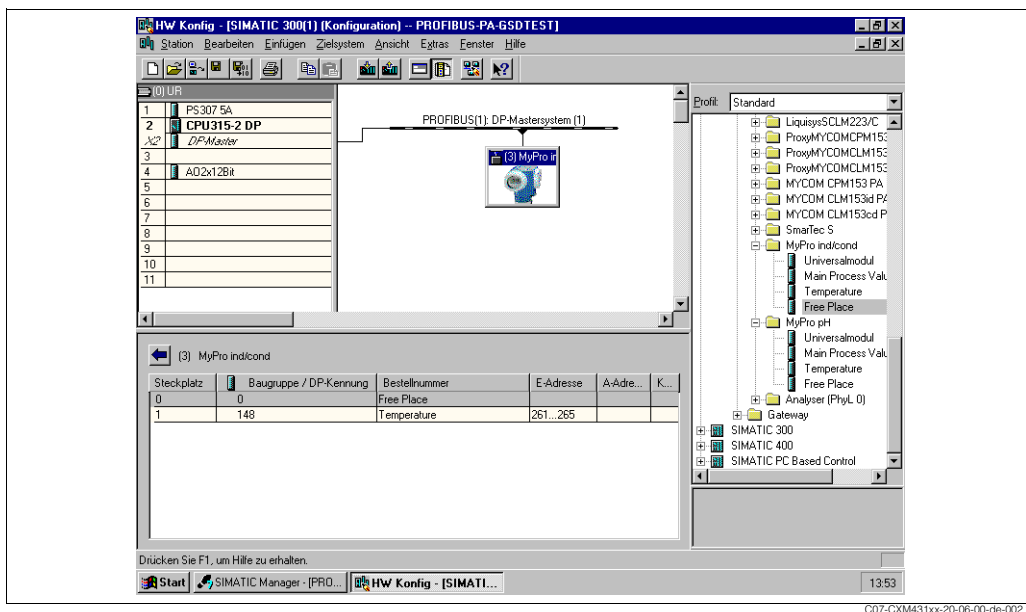 HW Konfig - [SIMATIC 300(1) (Konfiguration) -- PROFIBUS-PA-GSDTEST]
Station Bearbeiten Einfügen Zielsystem Ansicht Extras Fenster Hilfe
(0) UR
1 PS307 5A
2 CPU315-2 DP
X2 DP-Master
3
4 AO2x12Bit
5
6
7
8
9
10
11
PROFIBUS(1): DP-Mastersystem (1)
(3) MyPro in
Profil: Standard
LiquisysSCLM223/C
ProxyMYCOMCPM153
ProxyMYCOMCLM153
ProxyMYCOMCLM153
MYCOM CPM153 PA
MYCOM CLM153id PA
MYCOM CLM153cd P
SmarTec S
MyPro ind/cond
Universalmodul
Main Process Valu
Temperature
Free Place
MyPro pH
Universalmodul
Main Process Valu
Temperature
Free Place
Analyser (PhyL 0)
Gateway
SIMATIC 300
SIMATIC 400
SIMATIC PC Based Control
(3) MyPro ind/cond
Steckplatz Baugruppe / DP-Kennung Bestellnummer E-Adresse A-Adre... K...
0 0 Free Place
1 148 Temperature 261...265
Drücken Sie F1, um Hilfe zu erhalten.
Start SIMATIC Manager - [PRO... HW Konfig - [SIMATI... 13:53
C07-CXM431xx-20-06-00-de-002